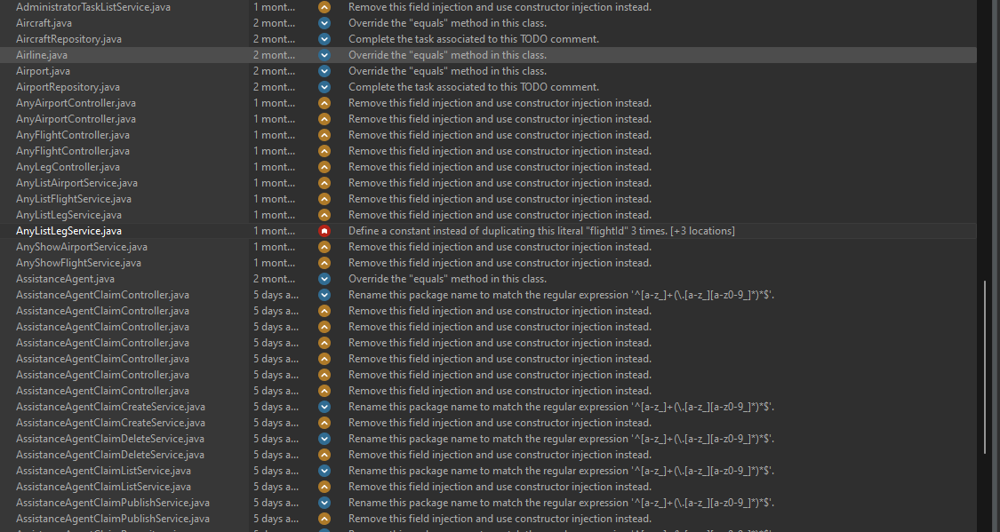 AdministratorTaskListService.java 1 mont... Remove this field injection and use constructor injection instead.
Aircraft.java 2 mont... Override the "equals" method in this class.
AircraftRepository.java 2 mont... Complete the task associated to this TODO comment.
Airline.java 2 mont... Override the "equals" method in this class.
Airport.java 2 mont... Override the "equals" method in this class.
AirportRepository.java 2 mont... Complete the task associated to this TODO comment.
AnyAirportController.java 1 mont... Remove this field injection and use constructor injection instead.
AnyAirportController.java 1 mont... Remove this field injection and use constructor injection instead.
AnyFlightController.java 1 mont... Remove this field injection and use constructor injection instead.
AnyFlightController.java 1 mont... Remove this field injection and use constructor injection instead.
AnyLegController.java 1 mont... Remove this field injection and use constructor injection instead.
AnyListAirportService.java 1 mont... Remove this field injection and use constructor injection instead.
AnyListFlightService.java 1 mont... Remove this field injection and use constructor injection instead.
AnyListLegService.java 1 mont... Remove this field injection and use constructor injection instead.
AnyListLegService.java 1 mont... Define a constant instead of duplicating this literal "flightId" 3 times. [+3 locations]
AnyShowAirportService.java 1 mont... Remove this field injection and use constructor injection instead.
AnyShowFlightService.java 1 mont... Remove this field injection and use constructor injection instead.
AssistanceAgent.java 2 mont... Override the "equals" method in this class.
AssistanceAgentClaimController.java 5 days a... Rename this package name to match the regular expression '^[a-z_]+(\.[a-z_][a-z0-9_]*)*$'.
AssistanceAgentClaimController.java 5 days a... Remove this field injection and use constructor injection instead.
AssistanceAgentClaimController.java 5 days a... Remove this field injection and use constructor injection instead.
AssistanceAgentClaimController.java 5 days a... Remove this field injection and use constructor injection instead.
AssistanceAgentClaimController.java 5 days a... Remove this field injection and use constructor injection instead.
AssistanceAgentClaimController.java 5 days a... Remove this field injection and use constructor injection instead.
AssistanceAgentClaimController.java 5 days a... Remove this field injection and use constructor injection instead.
AssistanceAgentClaimCreateService.java 5 days a... Rename this package name to match the regular expression '^[a-z_]+(\.[a-z_][a-z0-9_]*)*$'.
AssistanceAgentClaimCreateService.java 5 days a... Remove this field injection and use constructor injection instead.
AssistanceAgentClaimDeleteService.java 5 days a... Rename this package name to match the regular expression '^[a-z_]+(\.[a-z_][a-z0-9_]*)*$'.
AssistanceAgentClaimDeleteService.java 5 days a... Remove this field injection and use constructor injection instead.
AssistanceAgentClaimListService.java 5 days a... Rename this package name to match the regular expression '^[a-z_]+(\.[a-z_][a-z0-9_]*)*$'.
AssistanceAgentClaimListService.java 5 days a... Remove this field injection and use constructor injection instead.
AssistanceAgentClaimPublishService.java 5 days a... Rename this package name to match the regular expression '^[a-z_]+(\.[a-z_][a-z0-9_]*)*$'.
AssistanceAgentClaimPublishService.java 5 days a... Remove this field injection and use constructor injection instead.